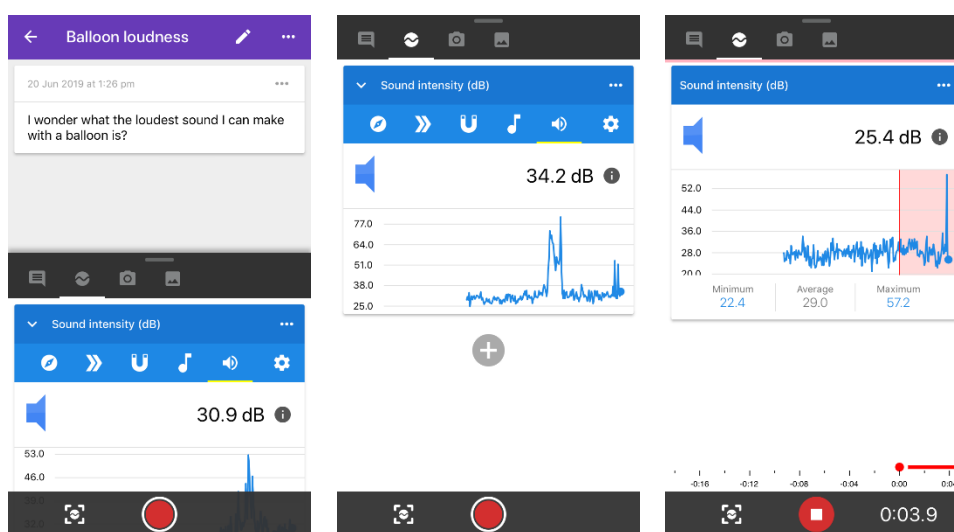 Balloon loudness
20 Jun 2019 at 1:26 pm
I wonder what the loudest sound I can make
with a balloon is?
Sound intensity (dB)
30.9 dB
53.0
46.0
39.0
32.0
Sound intensity (dB)
34.2 dB
77.0
64.0
51.0
38.0
25.0
Sound intensity (dB)
25.4 dB
52.0
44.0
36.0
28.0
20.0
Minimum Average Maximum
22.4 29.0 57.2
-0:16 -0:12 -0:08 -0:04 0:00
0:03.9